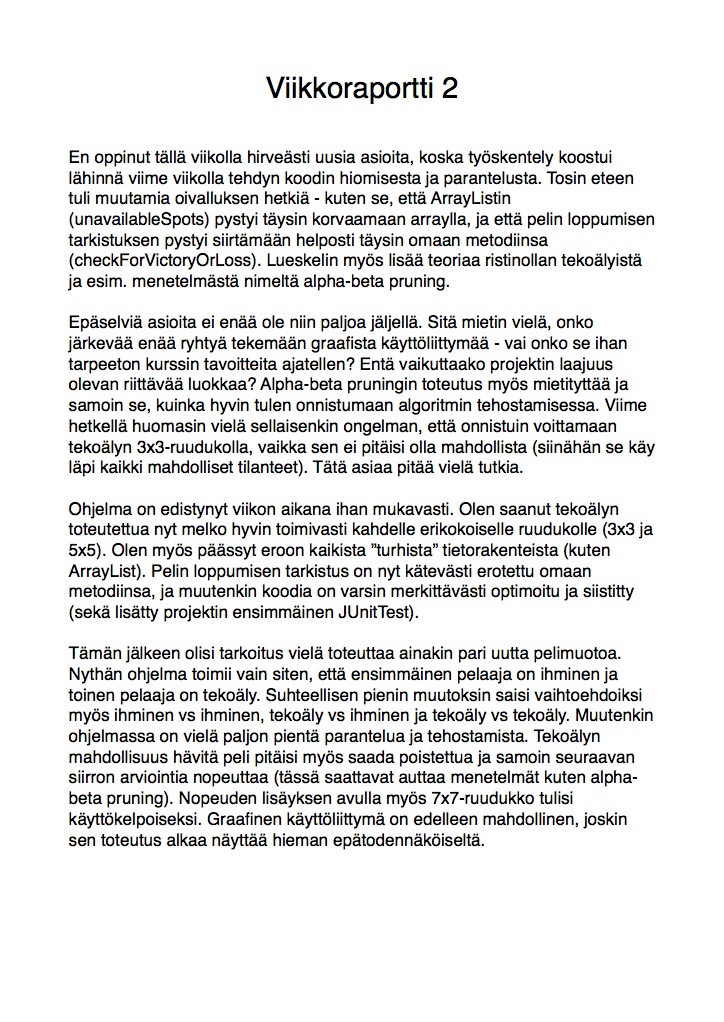 Viikkoraportti 2
En oppinut tällä viikolla hirveästi uusia asioita, koska työskentely koostui
lähinnä viime viikolla tehdyn koodin hiomisesta ja parantelusta. Tosin eteen
tuli muutamia oivalluksen hetkiä - kuten se, että ArrayListin
(unavailableSpots) pystyi täysin korvaamaan arraylla, ja että pelin loppumisen
tarkistuksen pystyi siirtämään helposti täysin omaan metodiinsa
(checkForVictoryOrLoss). Lueskelin myös lisää teoriaa ristinollan tekoälyistä
ja esim. menetelmästä nimeltä alpha-beta pruning.
Epäselviä asioita ei enää ole niin paljoa jäljellä. Sitä mietin vielä, onko
järkevää enää ryhtyä tekemään graafista käyttöliittymää - vai onko se ihan
tarpeeton kurssin tavoitteita ajatellen? Entä vaikuttaako projektin laajuus
olevan riittävää luokkaa? Alpha-beta pruningin toteutus myös mietityttää ja
samoin se, kuinka hyvin tulen onnistumaan algoritmin tehostamisessa. Viime
hetkellä huomasin vielä sellaisenkin ongelman, että onnistuin voittamaan
tekoälyn 3x3-ruudukolla, vaikka sen ei pitäisi olla mahdollista (siinähän se käy
läpi kaikki mahdolliset tilanteet). Tätä asiaa pitää vielä tutkia.
Ohjelma on edistynyt viikon aikana ihan mukavasti. Olen saanut tekoälyn
toteutettua nyt melko hyvin toimivasti kahdelle erikokoiselle ruudukolle (3x3 ja
5x5). Olen myös päässyt eroon kaikista ”turhista” tietorakenteista (kuten
ArrayList). Pelin loppumisen tarkistus on nyt kätevästi erotettu omaan
metodiinsa, ja muutenkin koodia on varsin merkittävästi optimoitu ja siistitty
(sekä lisätty projektin ensimmäinen JUnitTest).
Tämän jälkeen olisi tarkoitus vielä toteuttaa ainakin pari uutta pelimuotoa.
Nythän ohjelma toimii vain siten, että ensimmäinen pelaaja on ihminen ja
toinen pelaaja on tekoäly. Suhteellisen pienin muutoksin saisi vaihtoehdoiksi
myös ihminen vs ihminen, tekoäly vs ihminen ja tekoäly vs tekoäly. Muutenkin
ohjelmassa on vielä paljon pientä parantelua ja tehostamista. Tekoälyn
mahdollisuus hävitä peli pitäisi myös saada poistettua ja samoin seuraavan
siirron arviointia nopeuttaa (tässä saattavat auttaa menetelmät kuten alpha-
beta pruning). Nopeuden lisäyksen avulla myös 7x7-ruudukko tulisi
käyttökelpoiseksi. Graafinen käyttöliittymä on edelleen mahdollinen, joskin
sen toteutus alkaa näyttää hieman epätodennäköiseltä.